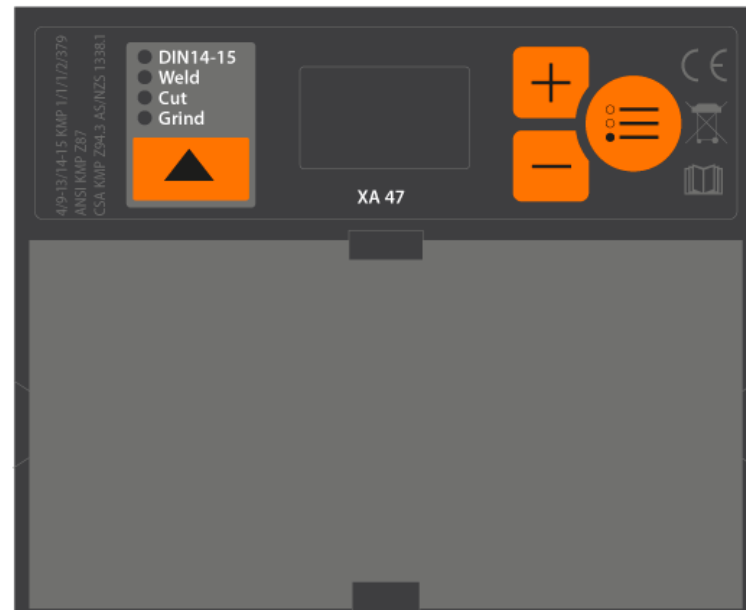 4/9-13/14-15 KMP 1/1/1/2/379
ANSI KMP Z87
CSA KMP Z94.3 AS/NZS 1338.1
DIN14-15
Weld
Cut
Grind
XA 47
CE